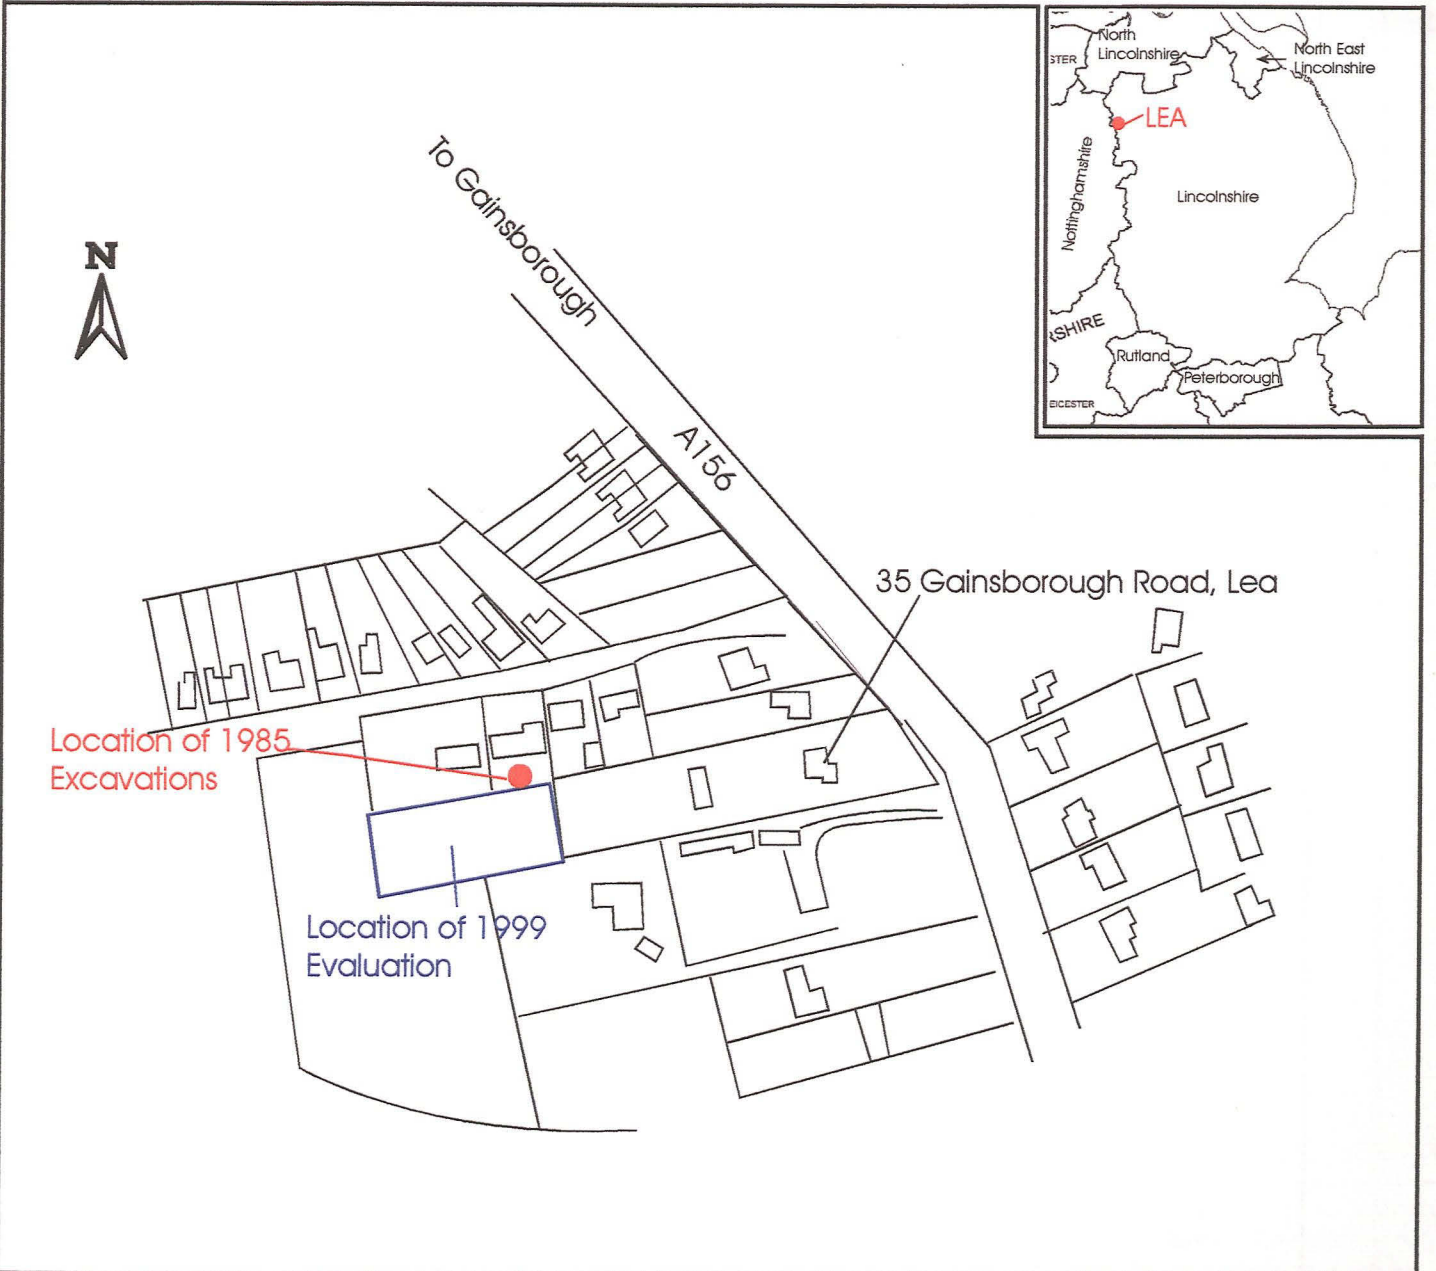 North
Lincolnshire
STER
North East
Lincolnshire
LEA
Nottinghamshire
Lincolnshire
RSHIRE
Rutland
Peterborough
EICESTER
To Gainsborough
N
A156
35 Gainsborough Road, Lea
Location of 1985
Excavations
Location of 1999
Evaluation